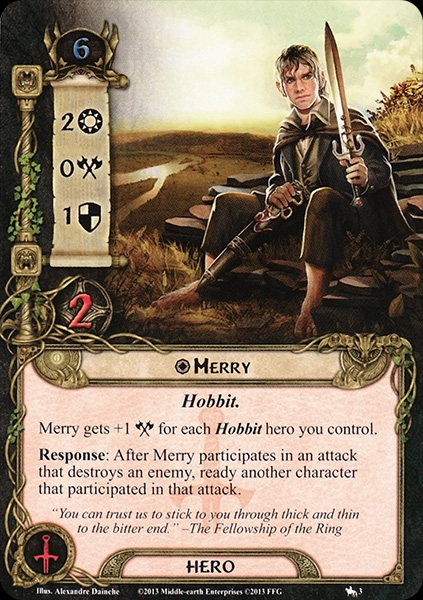 6
2
0
1
2
MERRY
Hobbit.
Merry gets +1 for each Hobbit hero you control.
Response: After Merry participates in an attack
that destroys an enemy, ready another character
that participated in that attack.
“You can trust us to stick to you through thick and thin
to the bitter end.” –The Fellowship of the Ring
HERO
Illus. Alexandre Dainche ©2013 Middle-earth Enterprises ©2013 FFG 3